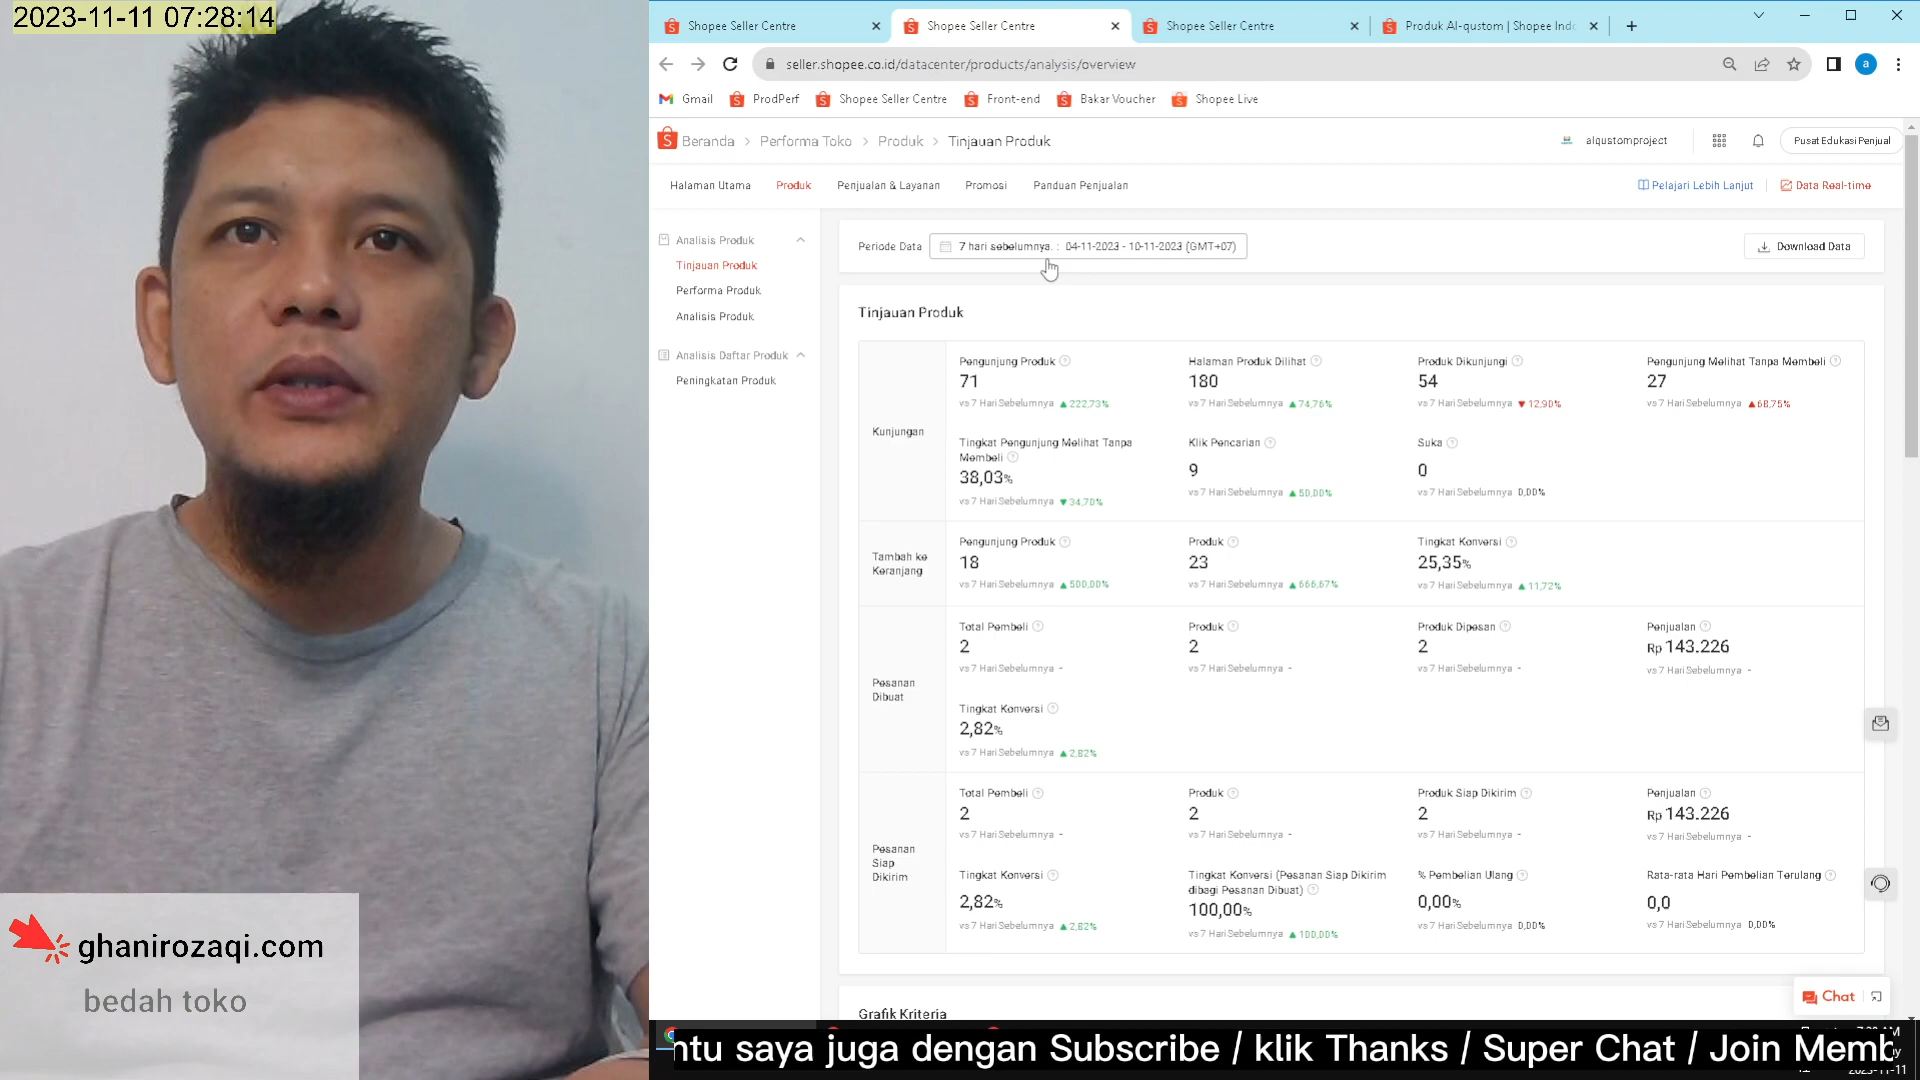 2023-11-11 07:28:14
Shopee Seller Centre
Shopee Seller Centre
Shopee Seller Centre
Produk Al-qustom | Shopee Indo
seller.shopee.co.id/datacenter/products/analysis/overview
a
Gmail ProdPerf Shopee Seller Centre Front-end Bakar Voucher Shopee Live
Beranda > Performa Toko > Produk > Tinjauan Produk
alqustomproject
Pusat Edukasi Penjual
Halaman Utama Produk Penjualan & Layanan Promosi Panduan Penjualan
Pelajari Lebih Lanjut
Data Real-time
Analisis Produk
Tinjauan Produk
Performa Produk
Analisis Produk
Analisis Daftar Produk
Peningkatan Produk
Periode Data 7 hari sebelumnya. : 04-11-2023 - 10-11-2023 (GMT+07)
Download Data
Tinjauan Produk
Kunjungan
Pengunjung Produk
71
vs 7 Hari Sebelumnya 222,73%
Halaman Produk Dilihat
180
vs 7 Hari Sebelumnya 74,76%
Produk Dikunjungi
54
vs 7 Hari Sebelumnya 12,90%
Pengunjung Melihat Tanpa Membeli
27
vs 7 Hari Sebelumnya 68,75%
Tingkat Pengunjung Melihat Tanpa
Membeli
38,03%
vs 7 Hari Sebelumnya 34,70%
Klik Pencarian
9
vs 7 Hari Sebelumnya 50,00%
Suka
0
vs 7 Hari Sebelumnya 0,00%
Tambah ke
Keranjang
Pengunjung Produk
18
vs 7 Hari Sebelumnya 500,00%
Produk
23
vs 7 Hari Sebelumnya 666,67%
Tingkat Konversi
25,35%
vs 7 Hari Sebelumnya 11,72%
Pesanan
Dibuat
Total Pembeli
2
vs 7 Hari Sebelumnya -
Produk
2
vs 7 Hari Sebelumnya -
Produk Dipesan
2
vs 7 Hari Sebelumnya -
Penjualan
Rp 143.226
vs 7 Hari Sebelumnya -
Tingkat Konversi
2,82%
vs 7 Hari Sebelumnya 2,82%
Pesanan
Siap
Dikirim
Total Pembeli
2
vs 7 Hari Sebelumnya -
Produk
2
vs 7 Hari Sebelumnya -
Produk Siap Dikirim
2
vs 7 Hari Sebelumnya -
Penjualan
Rp 143.226
vs 7 Hari Sebelumnya -
Tingkat Konversi
2,82%
vs 7 Hari Sebelumnya 2,82%
Tingkat Konversi (Pesanan Siap Dikirim
dibagi Pesanan Dibuat)
100,00%
vs 7 Hari Sebelumnya 100,00%
% Pembelian Ulang
0,00%
vs 7 Hari Sebelumnya 0,00%
Rata-rata Hari Pembelian Terulang
0,0
vs 7 Hari Sebelumnya 0,00%
Grafik Kriteria
Chat
ghanirozaqi.com
bedah toko
ntu saya juga dengan Subscribe / klik Thanks / Super Chat / Join Memb